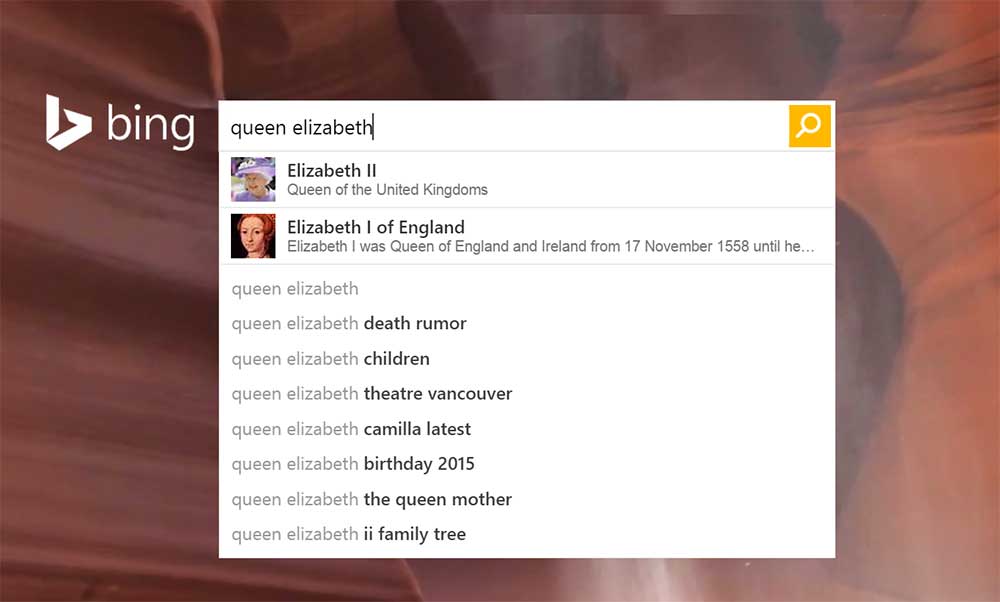 bing
queen elizabeth
Elizabeth II
Queen of the United Kingdoms
Elizabeth I of England
Elizabeth I was Queen of England and Ireland from 17 November 1558 until he…
queen elizabeth
queen elizabeth death rumor
queen elizabeth children
queen elizabeth theatre vancouver
queen elizabeth camilla latest
queen elizabeth birthday 2015
queen elizabeth the queen mother
queen elizabeth ii family tree